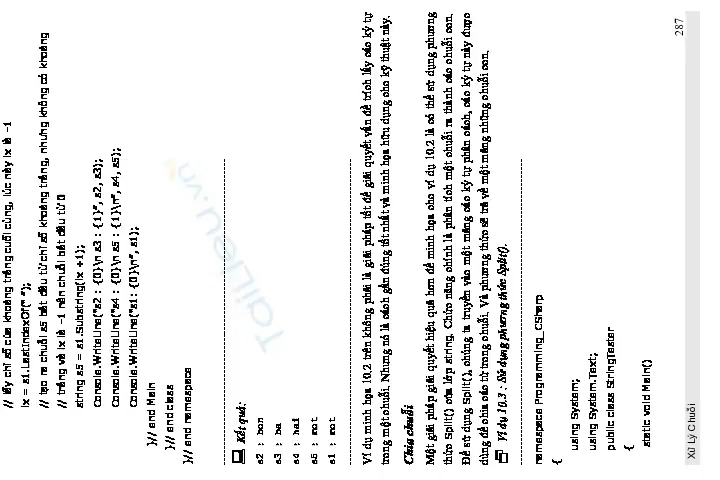 // lấy chỉ số của khoảng trắng cuối cùng, lúc này ix là -1
ix = s1.LastIndexOf(" ");
// tạo ra chuỗi s5 bắt đầu từ chỉ số khoảng trắng, nhưng không có khoảng
// trắng và ix là -1 nên chuỗi bắt đầu từ 0
string s5 = s1.Substring(ix +1);
Console.WriteLine("s2 : {0}\n s3 : {1}", s2, s3);
Console.WriteLine("s4 : {0}\n s5 : {1}\n", s4, s5);
Console.WriteLine("s1: {0}\n", s1);
}// end Main
}// end class
}// end namespace
Kết quả:
s2 : bon
s3 : ba
s4 : hai
s5 : mot
s1 : mot
Ví dụ minh họa 10.2 trên không phải là giải pháp tốt để giải quyết vấn đề trích lấy các ký tự
trong một chuỗi. Nhưng nó là cách gần đúng tốt nhất và minh họa hữu dụng cho kỹ thuật này.
Chia chuỗi
Một giải pháp giải quyết hiệu quả hơn để minh họa cho ví dụ 10.2 là có thể sử dụng phương
thức Split() của lớp string. Chức năng chính là phân tích một chuỗi ra thành các chuỗi con.
Để sử dụng Split(), chúng ta truyền vào một mảng các ký tự phân cách, các ký tự này được
dùng để chia các từ trong chuỗi. Và phương thức sẽ trả về một mảng những chuỗi con.
Ví dụ 10.3 : Sử dụng phương thức Split().
namespace Programming_CSharp
{
using System;
using System.Text;
public class StringTester
{
static void Main()
Xử Lý Chuỗi
287
TaiLieu.vn